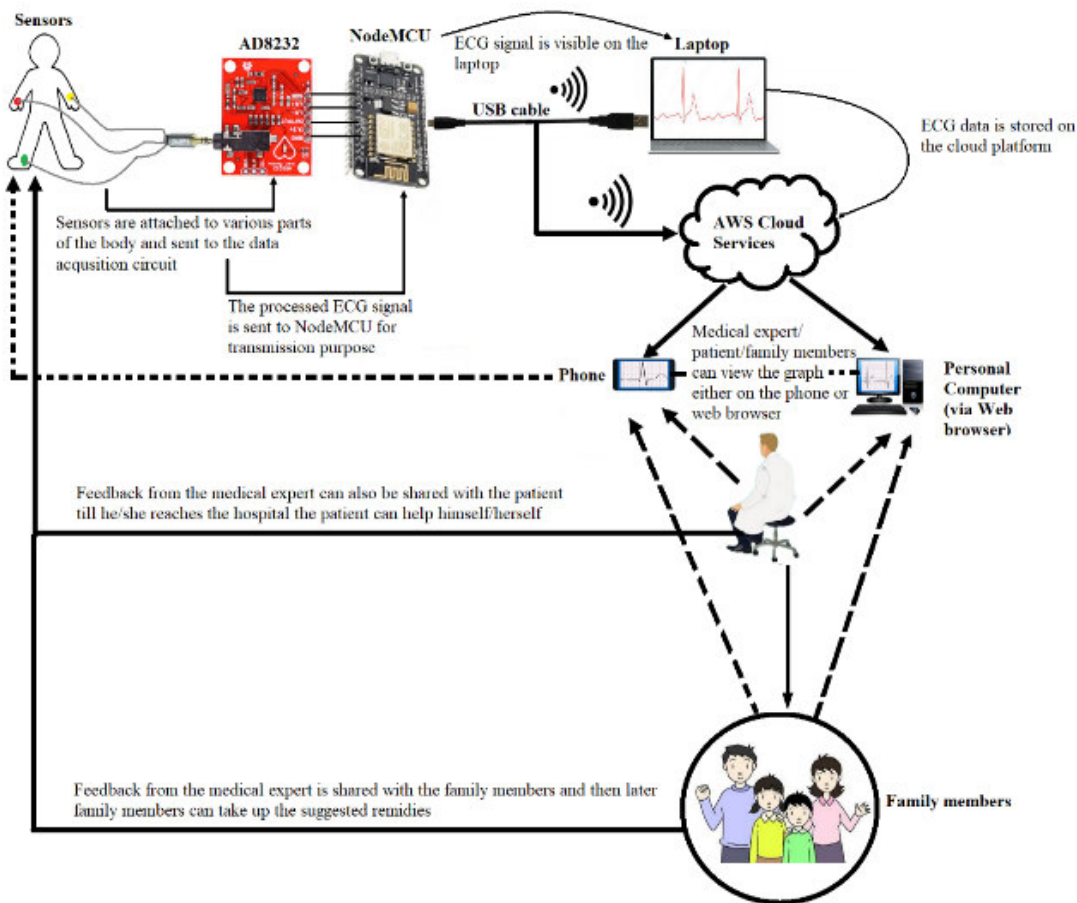 Sensors
AD8232
NodeMCU
ECG signal is visible on the
laptop
Laptop
USB cable
ECG data is stored on
the cloud platform
Sensors are attached to various parts
of the body and sent to the data
acqusition circuit
AWS Cloud
Services
The processed ECG signal
is sent to NodeMCU for
transmission purpose
Medical expert/
patient/family members
can view the graph
either on the phone or
web browser
Phone
Personal
Computer
(via Web
browser)
Feedback from the medical expert can also be shared with the patient
till he/she reaches the hospital the patient can help himself/herself
Feedback from the medical expert is shared with the family members and then later
family members can take up the suggested remidies
Family members